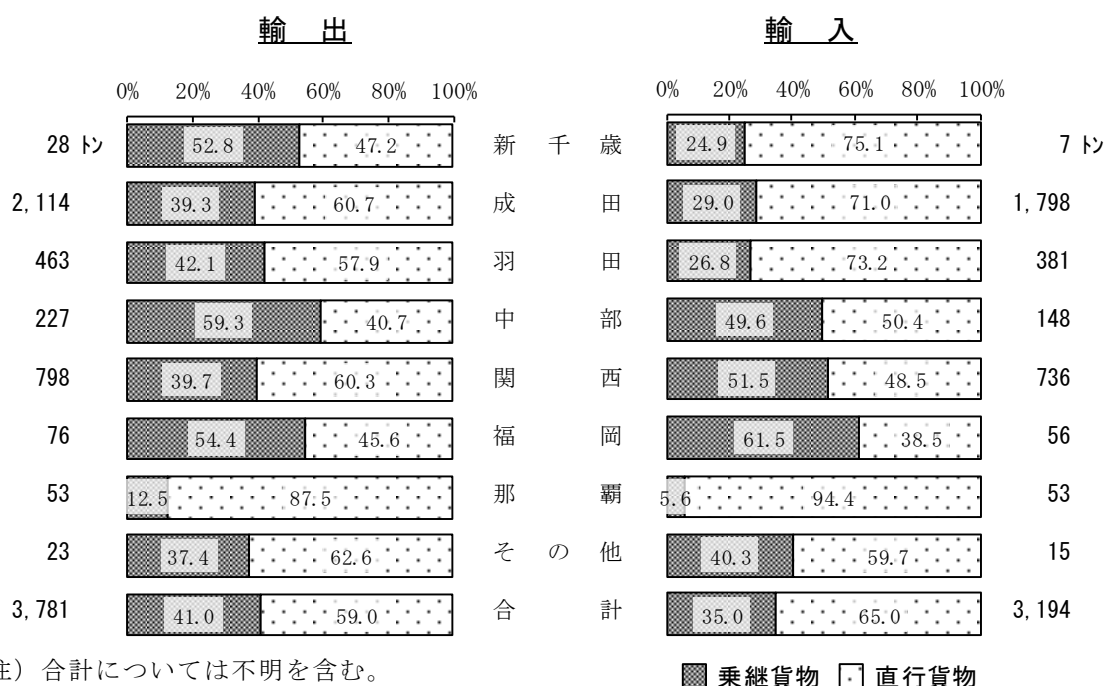 輸 出 輸 入
0% 20% 40% 60% 80% 100% 0% 20% 40% 60% 80% 100%
28 トン 52.8 47.2 新千歳 24.9 75.1 7 トン
2,114 39.3 60.7 成田 29.0 71.0 1,798
463 42.1 57.9 羽田 26.8 73.2 381
227 59.3 40.7 中部 49.6 50.4 148
798 39.7 60.3 関西 51.5 48.5 736
76 54.4 45.6 福岡 61.5 38.5 56
53 12.5 87.5 那覇 5.6 94.4 53
23 37.4 62.6 その他 40.3 59.7 15
3,781 41.0 59.0 合計 35.0 65.0 3,194
注）合計については不明を含む。 乗継貨物 直行貨物